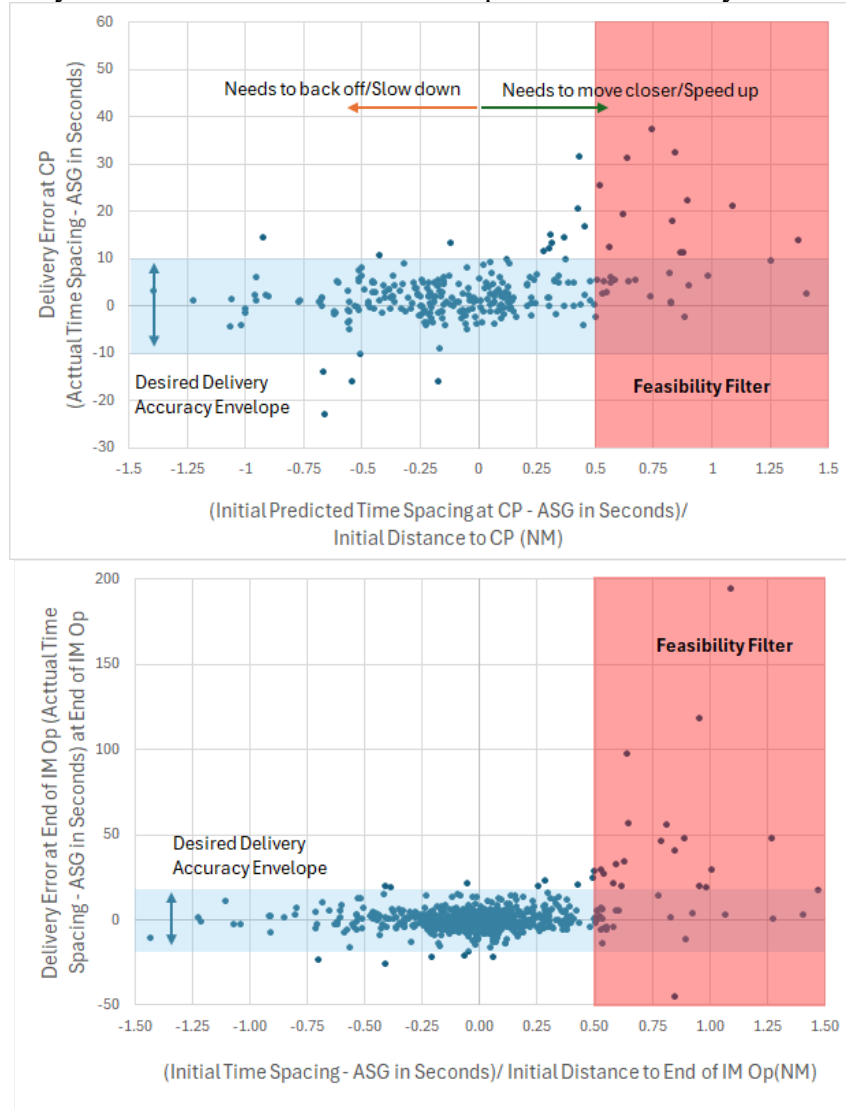 60
50
40
30
20
10
0
-10
-20
-30
Delivery Error at CP
(Acttual Time Spacing - ASG in Seconds)
Needs to back off/Slow down
Needs to move closer/Speed up
Desired Delivery
Accuracy Envelope
Feasibility Filter
-1.5 -1.25 -1 -0.75 -0.5 -0.25 0 0.25 0.5 0.75 1 1.25 1.5
(Initial Predicted Time Spacing at CP - ASG in Seconds)/
Initial Distance to CP (NM)
200
150
100
50
0
-50
Delivery Error at End of IM Op (Acttual Time
Spacing - ASG in Seconds) at End of IM Op
Feasibility Filter
Desired Delivery
Accuracy Envelope
-1.50 -1.25 -1.00 -0.75 -0.50 -0.25 0.00 0.25 0.50 0.75 1.00 1.25 1.50
(Initial Time Spacing - ASG in Seconds)/ Initial Distance to End of IM Op(NM)